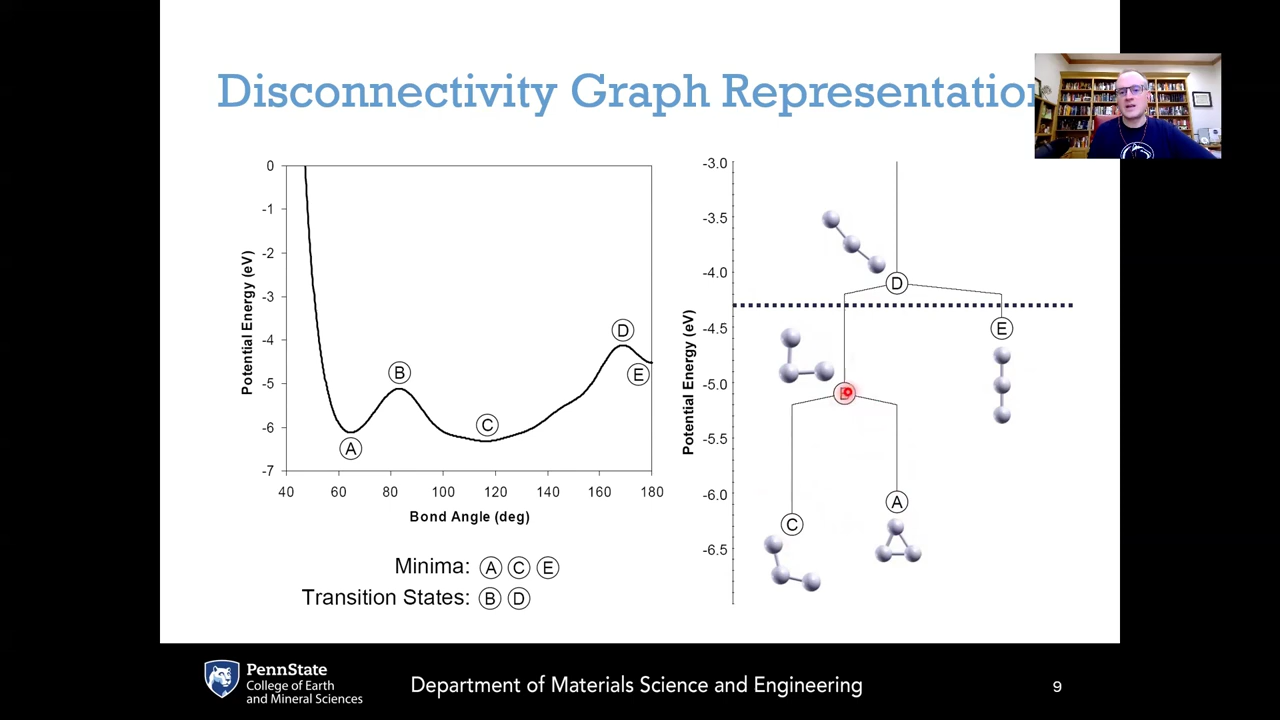 Disconnectivity Graph Representation
0
-1
-2
-3
-4
-5
-6
-7
40 60 80 100 120 140 160 180
Potential Energy (eV)
Bond Angle (deg)
A
B
C
D
E
Minima: A C E
Transition States: B D
-3.0
-3.5
-4.0
-4.5
-5.0
-5.5
-6.0
-6.5
Potential Energy (eV)
D
E
B
A
C
PennState
College of Earth
and Mineral Sciences
Department of Materials Science and Engineering
9